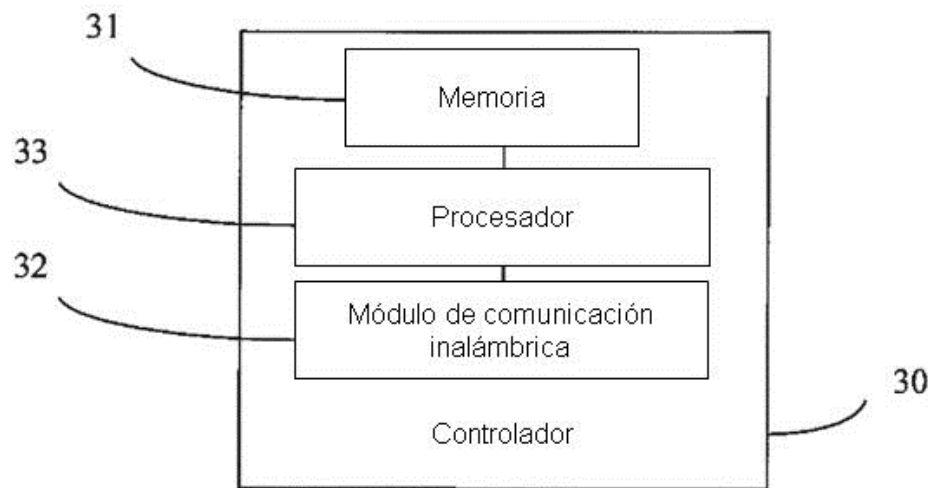 31
Memoria
33
Procesador
32
Módulo de comunicación
inalámbrica
30
Controlador